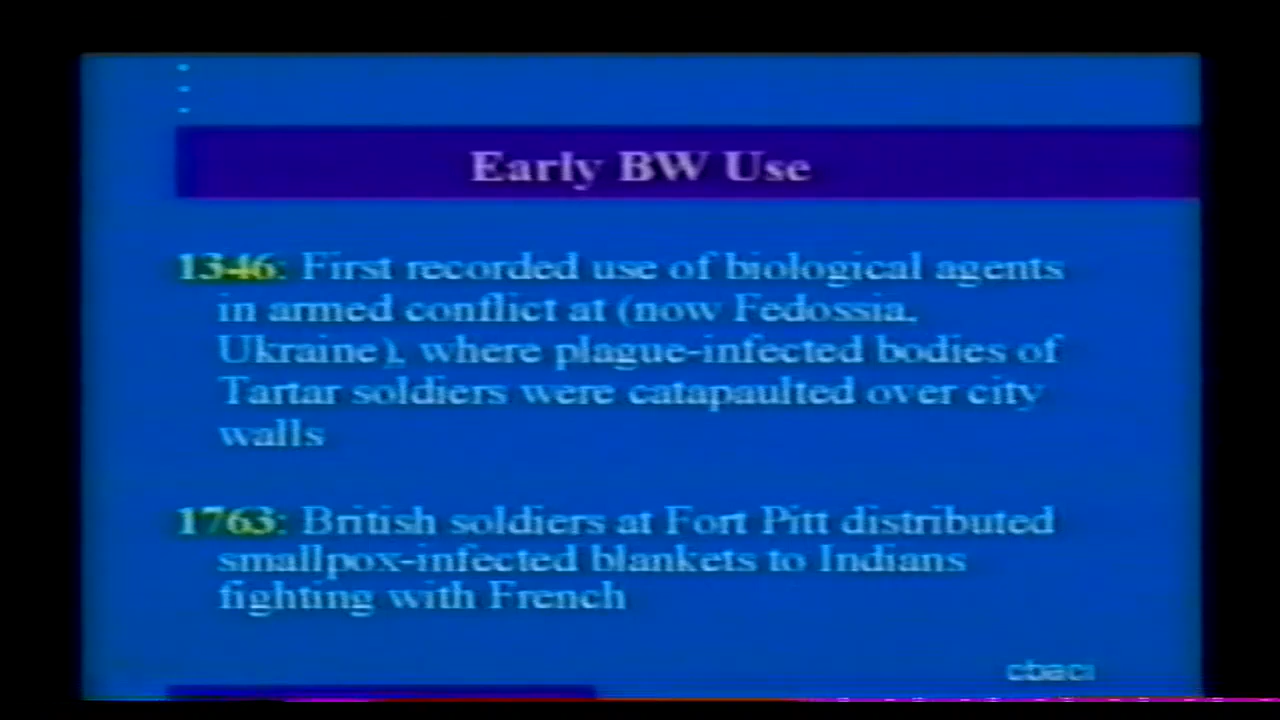 Early BW Use
1346: First recorded use of biological agents
in armed conflict at (now Fedossia,
Ukraine), where plague-infected bodies of
Tartar soldiers were catapaulted over city
walls
1763: British soldiers at Fort Pitt distributed
smallpox-infected blankets to Indians
fighting with French
cbaci